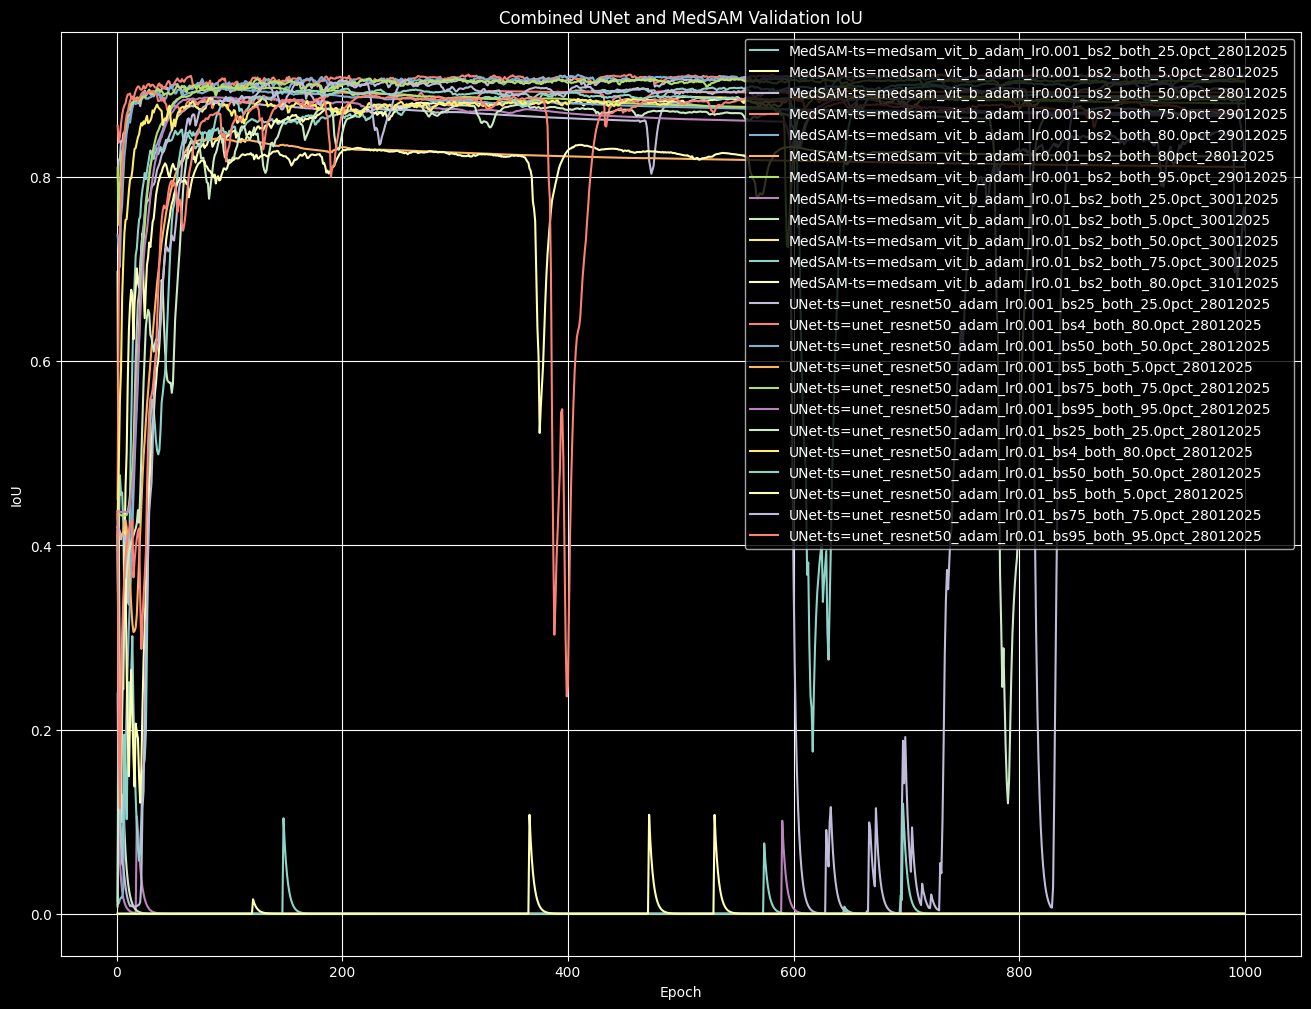 Combined UNet and MedSAM Validation IoU
MedSAM-ts=medsam_vit_b_adam_lr0.001_bs2_both_25.0pct_28012025
MedSAM-ts=medsam_vit_b_adam_lr0.001_bs2_both_5.0pct_28012025
MedSAM-ts=medsam_vit_b_adam_lr0.001_bs2_both_50.0pct_28012025
MedSAM-ts=medsam_vit_b_adam_lr0.001_bs2_both_75.0pct_29012025
MedSAM-ts=medsam_vit_b_adam_lr0.001_bs2_both_80.0pct_29012025
MedSAM-ts=medsam_vit_b_adam_lr0.001_bs2_both_80pct_28012025
MedSAM-ts=medsam_vit_b_adam_lr0.001_bs2_both_95.0pct_29012025
MedSAM-ts=medsam_vit_b_adam_lr0.01_bs2_both_25.0pct_30012025
MedSAM-ts=medsam_vit_b_adam_lr0.01_bs2_both_5.0pct_30012025
MedSAM-ts=medsam_vit_b_adam_lr0.01_bs2_both_50.0pct_30012025
MedSAM-ts=medsam_vit_b_adam_lr0.01_bs2_both_75.0pct_30012025
MedSAM-ts=medsam_vit_b_adam_lr0.01_bs2_both_80.0pct_31012025
UNet-ts=unet_resnet50_adam_lr0.001_bs25_both_25.0pct_28012025
UNet-ts=unet_resnet50_adam_lr0.001_bs4_both_80.0pct_28012025
UNet-ts=unet_resnet50_adam_lr0.001_bs50_both_50.0pct_28012025
UNet-ts=unet_resnet50_adam_lr0.001_bs5_both_5.0pct_28012025
UNet-ts=unet_resnet50_adam_lr0.001_bs75_both_75.0pct_28012025
UNet-ts=unet_resnet50_adam_lr0.001_bs95_both_95.0pct_28012025
UNet-ts=unet_resnet50_adam_lr0.01_bs25_both_25.0pct_28012025
UNet-ts=unet_resnet50_adam_lr0.01_bs4_both_80.0pct_28012025
UNet-ts=unet_resnet50_adam_lr0.01_bs50_both_50.0pct_28012025
UNet-ts=unet_resnet50_adam_lr0.01_bs5_both_5.0pct_28012025
UNet-ts=unet_resnet50_adam_lr0.01_bs75_both_75.0pct_28012025
UNet-ts=unet_resnet50_adam_lr0.01_bs95_both_95.0pct_28012025
0.8
0.6
0.4
0.2
0.0
IoU
0
200
400
600
800
1000
Epoch